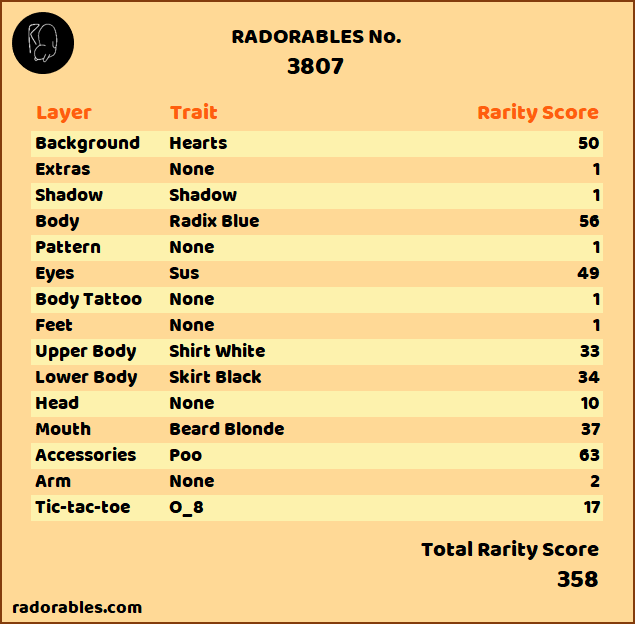 RADORABLES No.
3807
Layer Trait Rarity Score
Background Hearts 50
Extras None 1
Shadow Shadow 1
Body Radix Blue 56
Pattern None 1
Eyes Sus 49
Body Tattoo None 1
Feet None 1
Upper Body Shirt White 33
Lower Body Skirt Black 34
Head None 10
Mouth Beard Blonde 37
Accessories Poo 63
Arm None 2
Tic-tac-toe O_8 17
Total Rarity Score
358
radorables.com